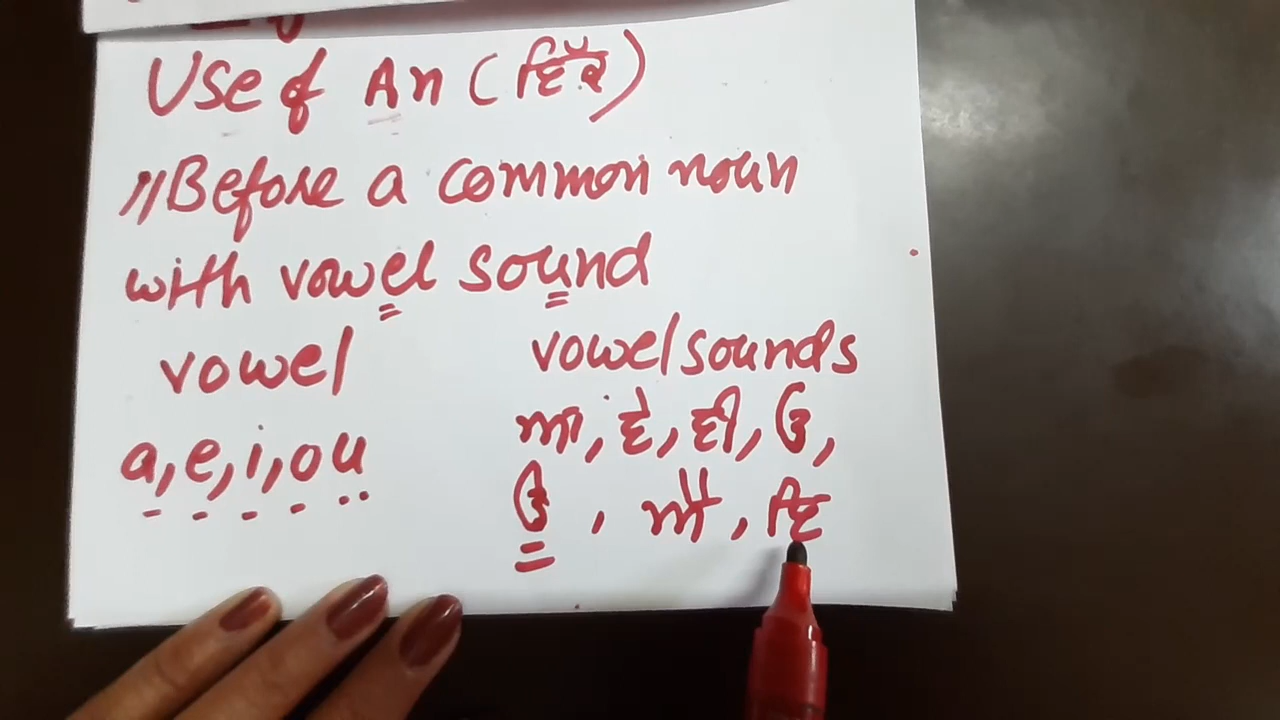 Use of An (ਇੱਕ)
1) Before a common noun
with vowel sound
vowel vowel sounds
a, e, i, o u ਆ, ਏ, ਈ, ਓ,
ਉ, ਐ, ਇ